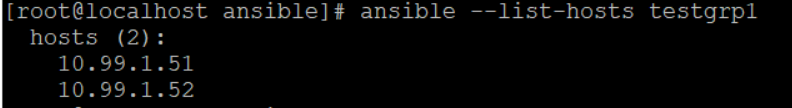 [root@localhost ansible]# ansible --list-hosts testgrp1
  hosts (2):
    10.99.1.51
    10.99.1.52